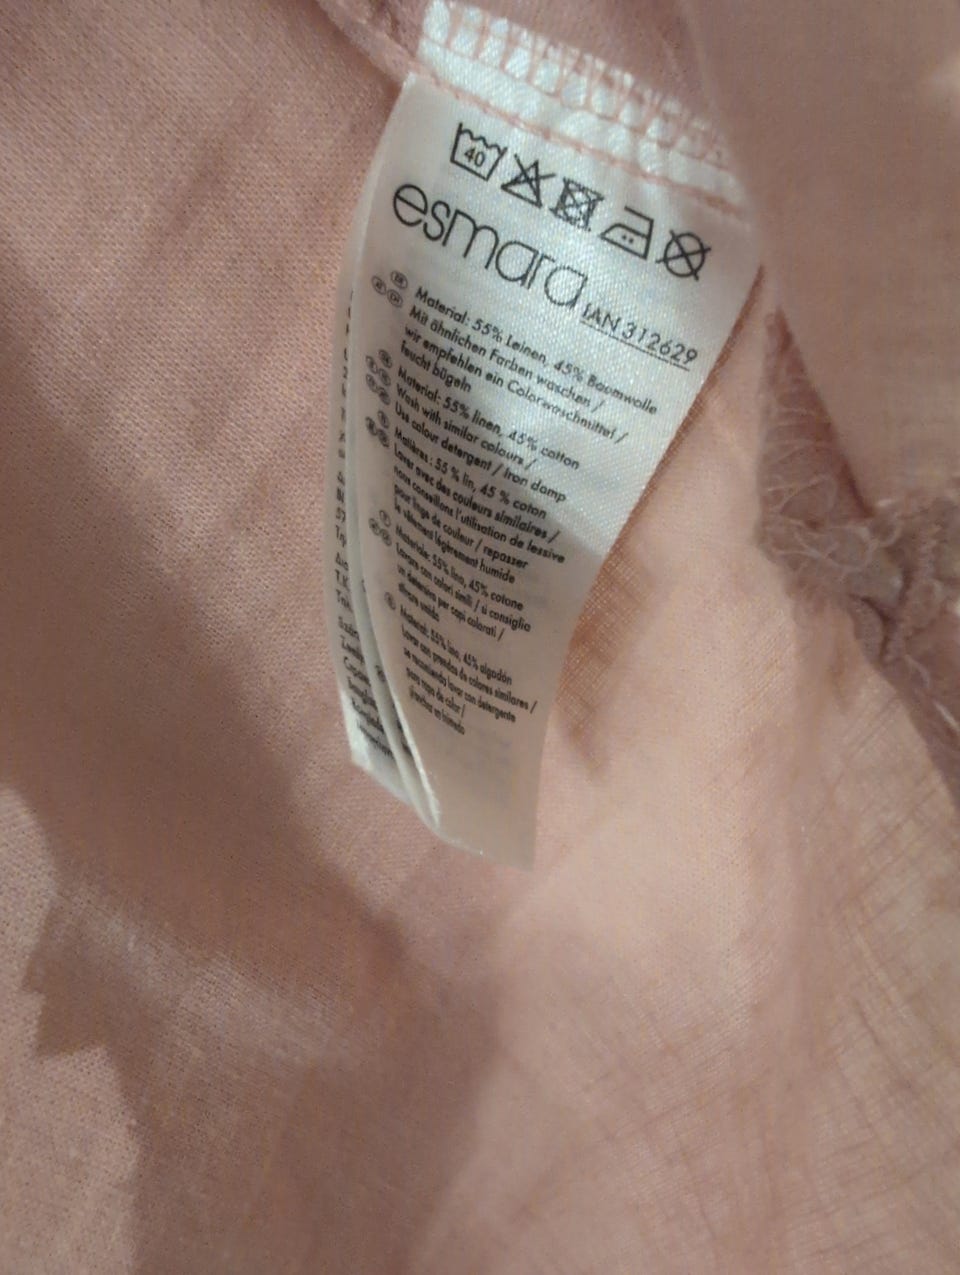 40
esmara
IAN 312629
Material: 55% Leinen, 45% Baumwolle
Mit ähnlichen Farben waschen /
wir empfehlen ein Colorwaschmittel /
feucht bügeln
Material: 55% linen, 45% cotton
Wash with similar colours /
Use colour detergent / Iron damp
Matières : 55 % lin, 45 % coton
Laver avec des couleurs similaires /
nous conseillons l'utilisation de lessive
pour linge de couleur / repasser
le vêtement légèrement humide
Materiale: 55% lino, 45% cotone
Lavare con colori simili / si consiglia
un detersivo per capi colorati /
stirare umido
Material: 55% lino, 45% algodón
Lavar con prendas de colores similares /
se recomienda lavar con detergente
para ropa de color /